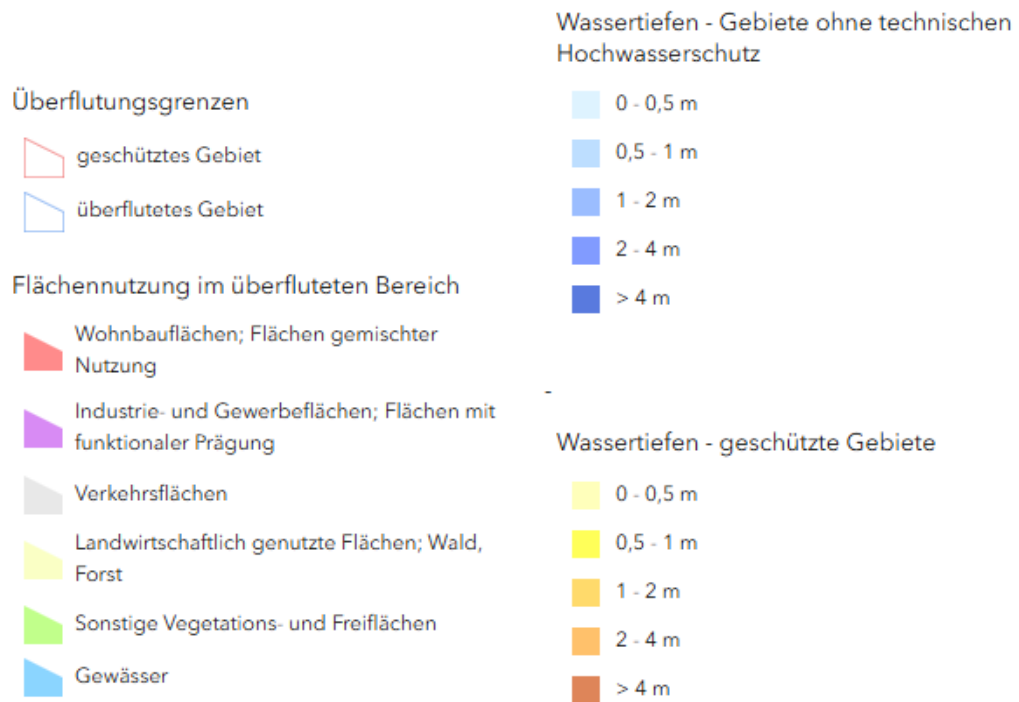 Überflutungsgrenzen
geschütztes Gebiet
überflutetes Gebiet
Flächennutzung im überfluteten Bereich
Wohnbauflächen; Flächen gemischter
Nutzung
Industrie- und Gewerbeflächen; Flächen mit
funktionaler Prägung
Verkehrsflächen
Landwirtschaftlich genutzte Flächen; Wald,
Forst
Sonstige Vegetations- und Freiflächen
Gewässer
Wassertiefen - Gebiete ohne technischen
Hochwasserschutz
0 - 0,5 m
0,5 - 1 m
1 - 2 m
2 - 4 m
> 4 m
-
Wassertiefen - geschützte Gebiete
0 - 0,5 m
0,5 - 1 m
1 - 2 m
2 - 4 m
> 4 m